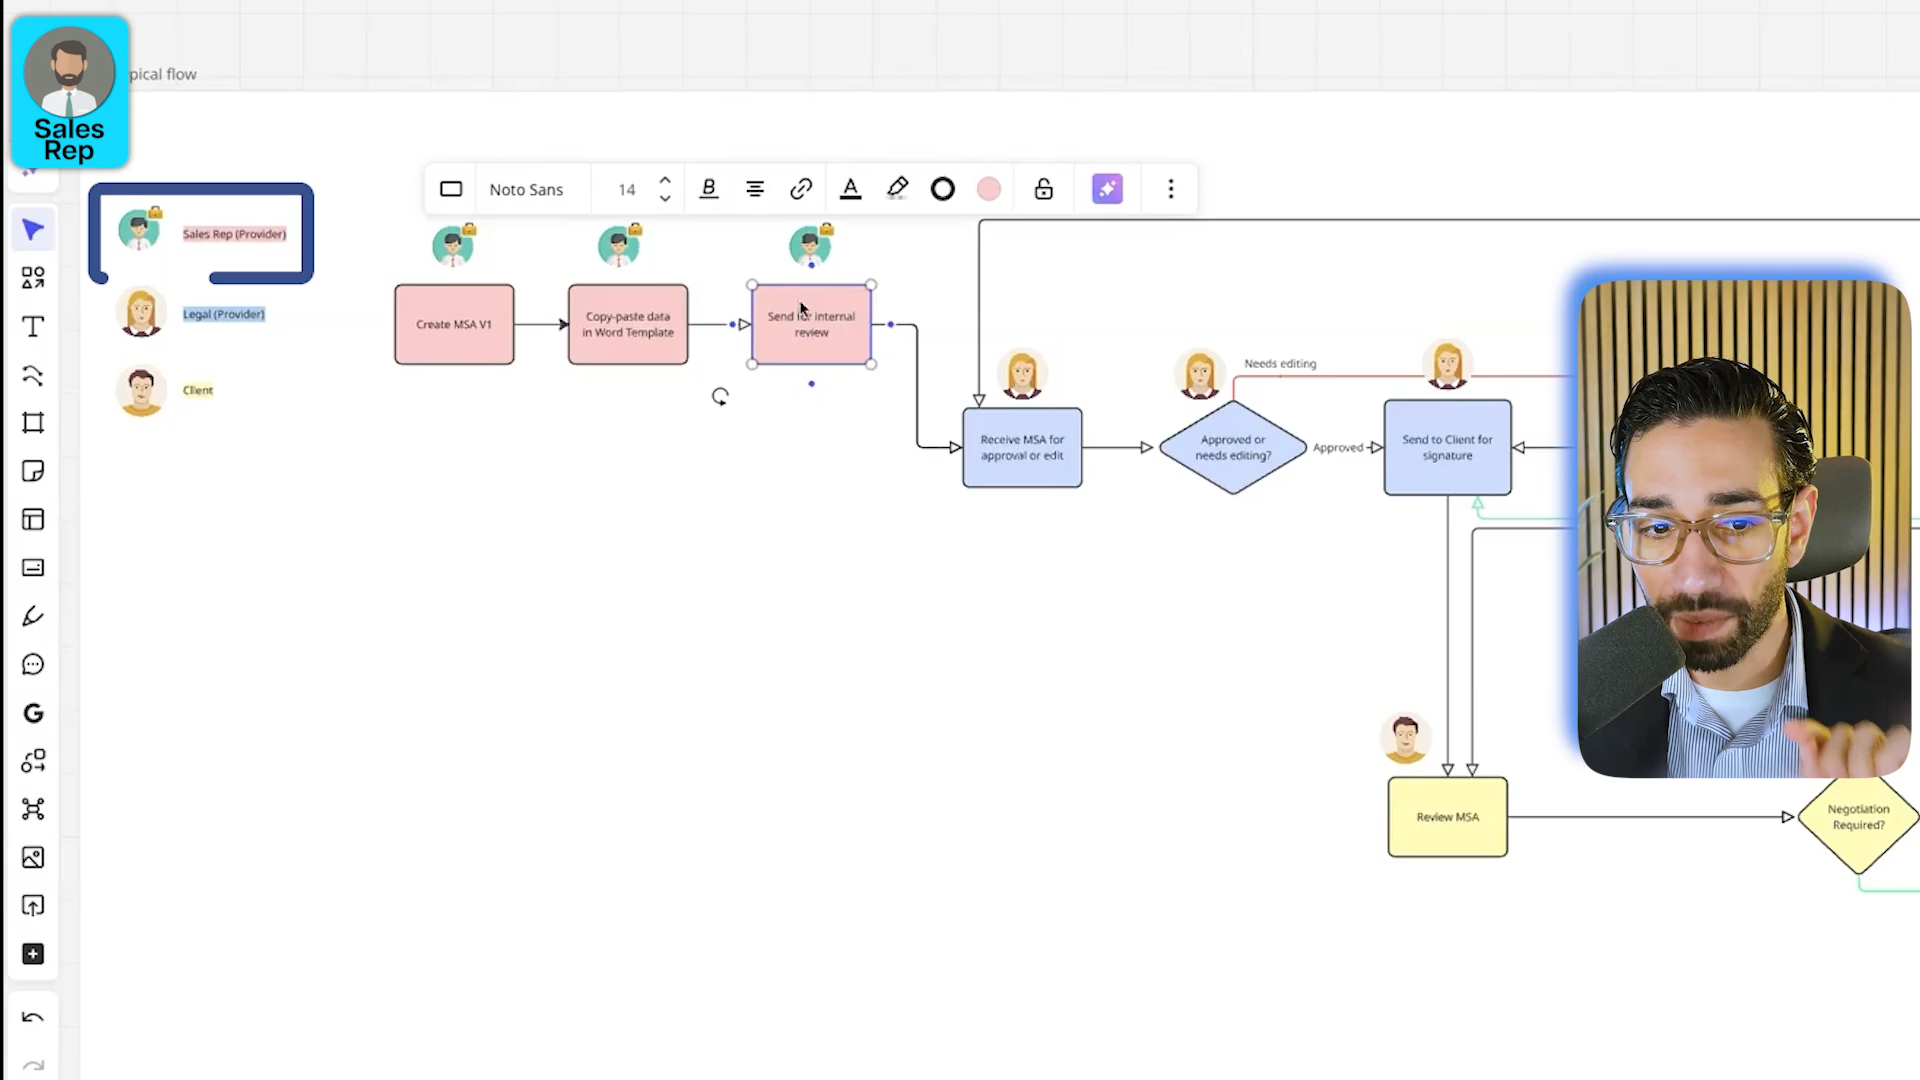 Sales
Rep
pical flow
Noto Sans
14
Sales Rep (Provider)
Legal (Provider)
Client
Create MSA V1
Copy-paste data
in Word Template
Send for internal
review
Receive MSA for
approval or edit
Needs editing
Approved or
needs editing?
Approved
Send to Client for
signature
Review MSA
Negotiation
Required?